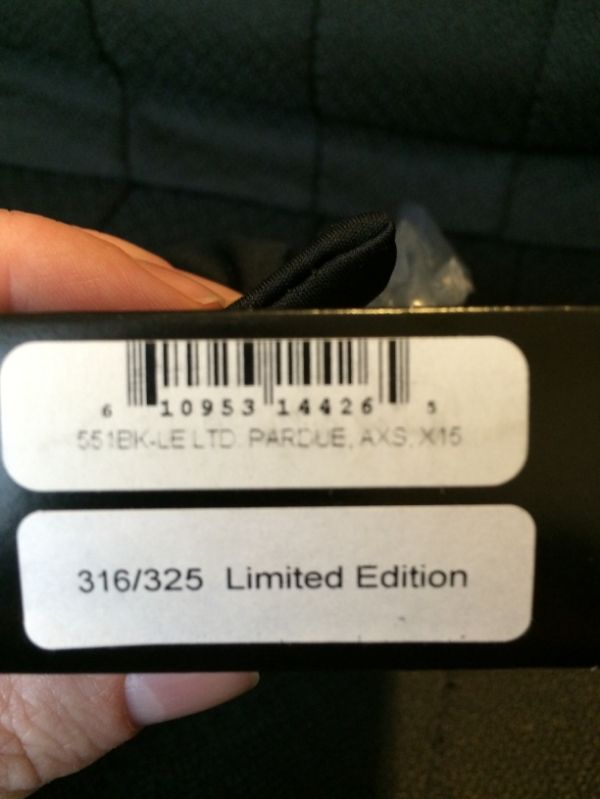 6 10953 14426 5
551BK-LE LTD. PARDUE, AXS, X15
316/325 Limited Edition